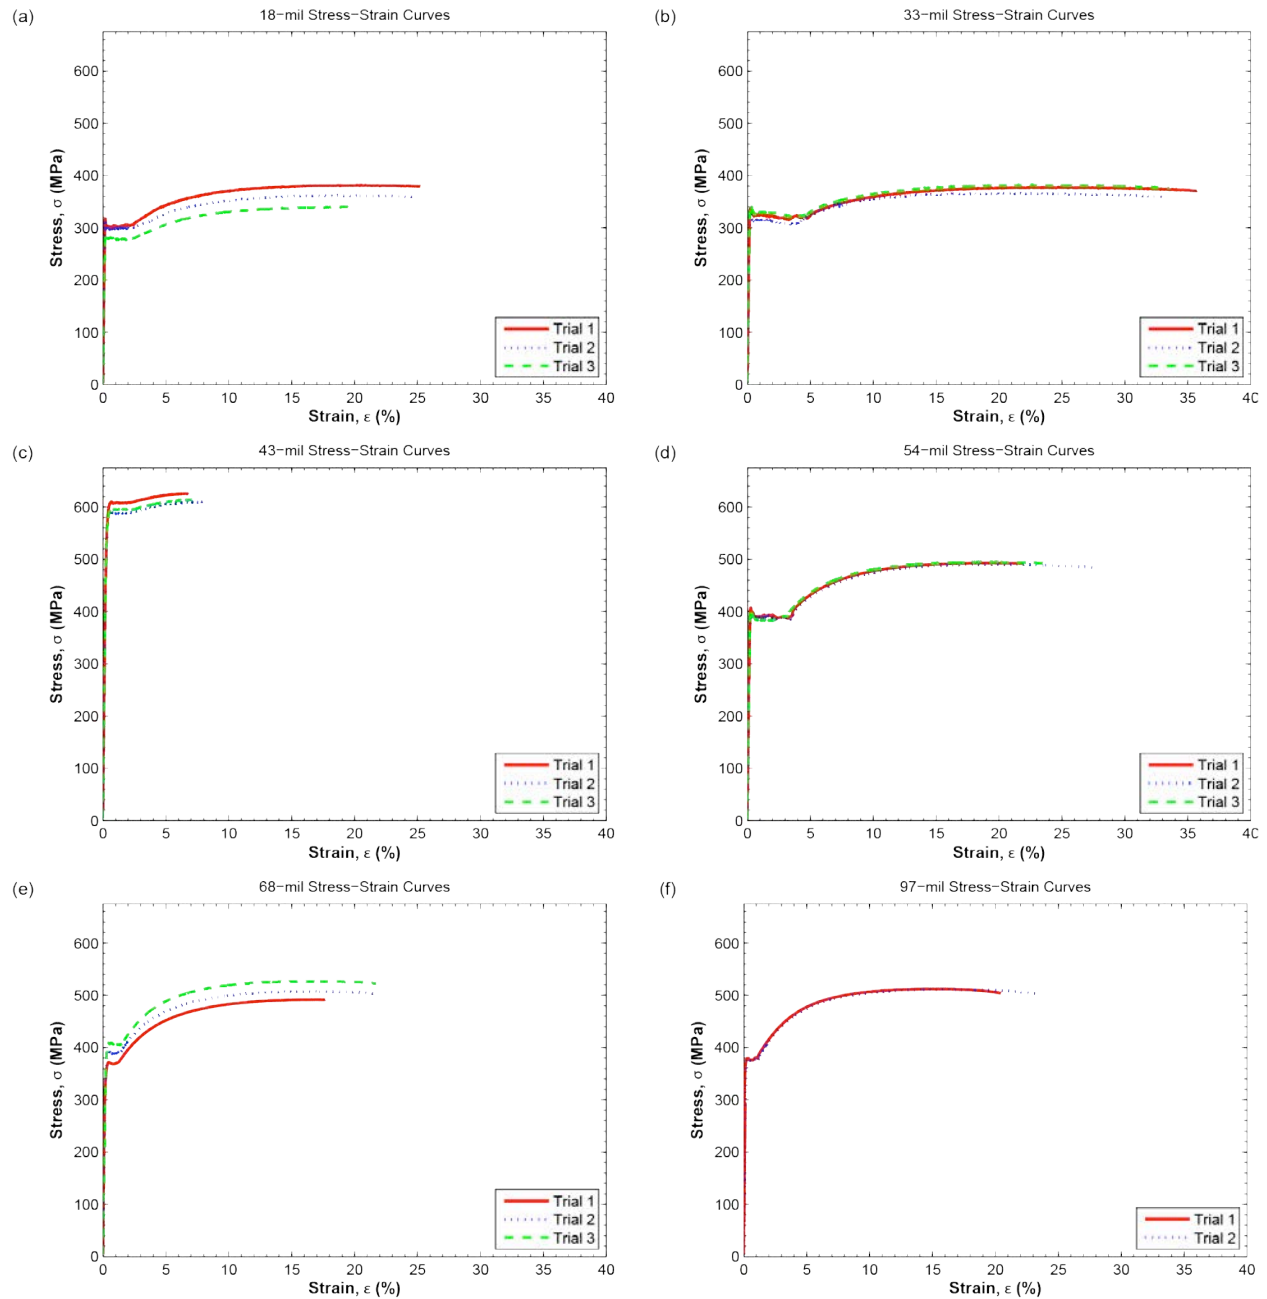 (a)
18−mil Stress−Strain Curves
600
500
400
300
200
100
0
Stress, σ (MPa)
Trial 1
Trial 2
Trial 3
0 5 10 15 20 25 30 35 40
Strain, ε (%)
(b)
33−mil Stress−Strain Curves
600
500
400
300
200
100
0
Stress, σ (MPa)
Trial 1
Trial 2
Trial 3
0 5 10 15 20 25 30 35 40
Strain, ε (%)
(c)
43−mil Stress−Strain Curves
600
500
400
300
200
100
0
Stress, σ (MPa)
Trial 1
Trial 2
Trial 3
0 5 10 15 20 25 30 35 40
Strain, ε (%)
(d)
54−mil Stress−Strain Curves
600
500
400
300
200
100
0
Stress, σ (MPa)
Trial 1
Trial 2
Trial 3
0 5 10 15 20 25 30 35 40
Strain, ε (%)
(e)
68−mil Stress−Strain Curves
600
500
400
300
200
100
0
Stress, σ (MPa)
Trial 1
Trial 2
Trial 3
0 5 10 15 20 25 30 35 40
Strain, ε (%)
(f)
97−mil Stress−Strain Curves
600
500
400
300
200
100
0
Stress, σ (MPa)
Trial 1
Trial 2
0 5 10 15 20 25 30 35 40
Strain, ε (%)